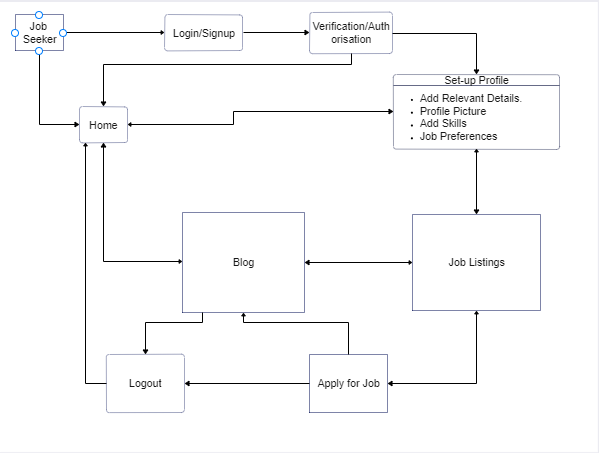 Job
Seeker
Login/Signup
Verification/Auth
orisation
Set-up Profile
• Add Relevant Details.
• Profile Picture
• Add Skills
• Job Preferences
Home
Blog
Job Listings
Logout
Apply for Job